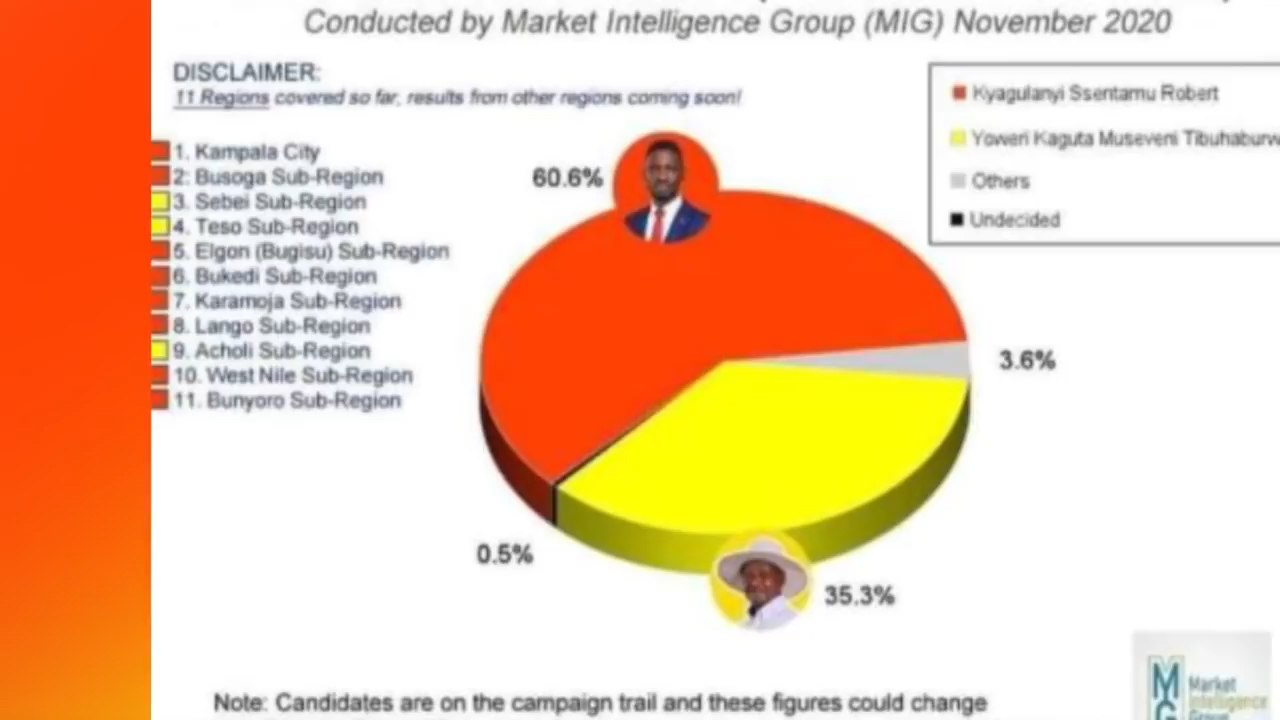 Conducted by Market Intelligence Group (MIG) November 2020
DISCLAIMER:
11 Regions covered so far, results from other regions coming soon!
Kyagulanyi Ssentamu Robert
Yoweri Kaguta Museveni Tibuhaburw
Others
Undecided
1. Kampala City
2: Busoga Sub-Region
3. Sebei Sub-Region
4. Teso Sub-Region
5. Elgon (Bugisu) Sub-Region
6. Bukedi Sub-Region
7. Karamoja Sub-Region
8. Lango Sub-Region
9. Acholi Sub-Region
10. West Nile Sub-Region
11. Bunyoro Sub-Region
60.6%
3.6%
0.5%
35.3%
Note: Candidates are on the campaign trail and these figures could change
MG
Market
Intelligence